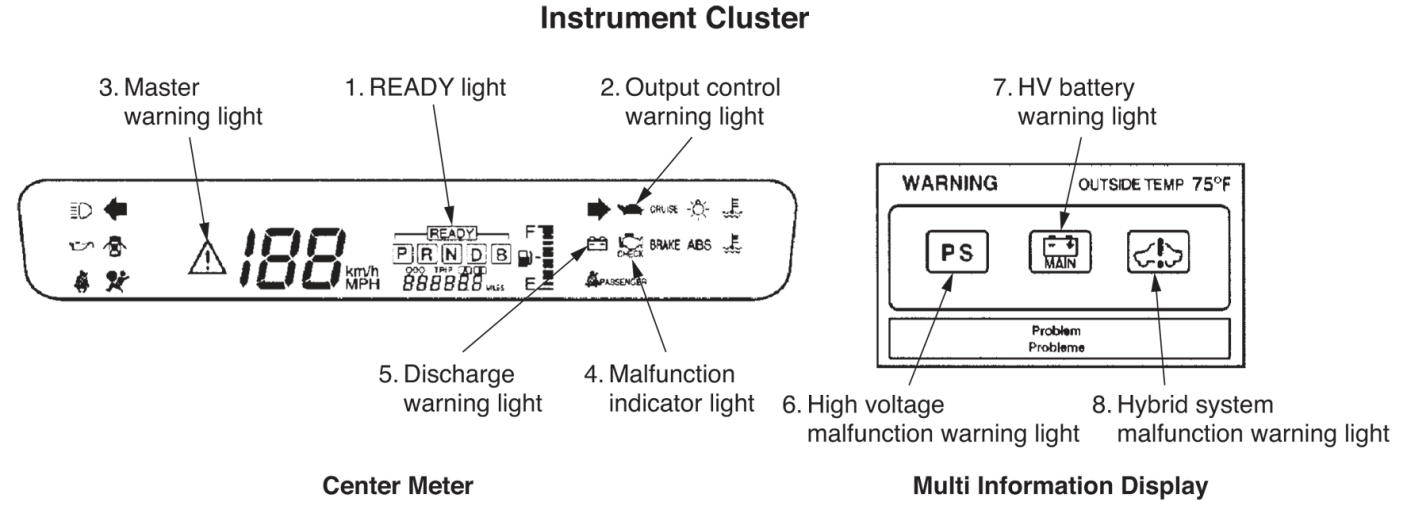 Instrument Cluster
3. Master
warning light
1. READY light
2. Output control
warning light
7. HV battery
warning light
READY
P R N D B
188
km/h
MPH
TRIP
888888 MILES
F
E
CRUISE
CHECK
BRAKE ABS
PASSENGER
WARNING
OUTSIDE TEMP 75°F
PS
MAIN
Problem
Probleme
5. Discharge
warning light
4. Malfunction
indicator light
6. High voltage
malfunction warning light
8. Hybrid system
malfunction warning light
Center Meter
Multi Information Display